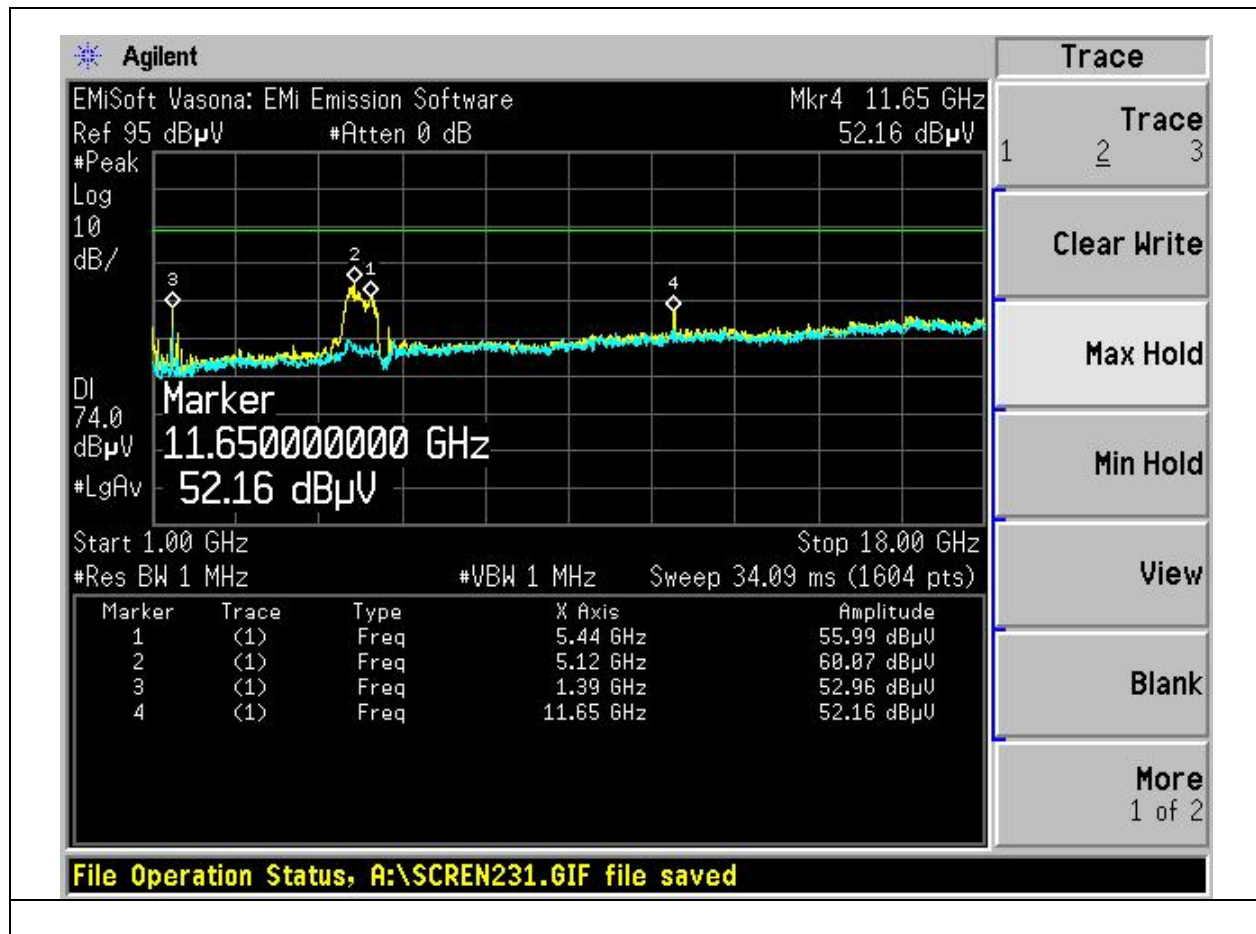 Agilent
Trace
EMiSoft Vasona: EMi Emission Software
Mkr4 11.65 GHz
Ref 95 dBµV #Atten 0 dB 52.16 dBµV
#Peak
Log
10
dB/
2
1
3
4
DI
74.0
dBµV
#LgAv
Marker
11.650000000 GHz
52.16 dBµV
Start 1.00 GHz Stop 18.00 GHz
#Res BW 1 MHz #VBW 1 MHz Sweep 34.09 ms (1604 pts)
Marker Trace Type X Axis Amplitude
1 (1) Freq 5.44 GHz 55.99 dBµV
2 (1) Freq 5.12 GHz 60.07 dBµV
3 (1) Freq 1.39 GHz 52.96 dBµV
4 (1) Freq 11.65 GHz 52.16 dBµV
Trace
1 2 3
Clear Write
Max Hold
Min Hold
View
Blank
More
1 of 2
File Operation Status, A:\SCREN231.GIF file saved